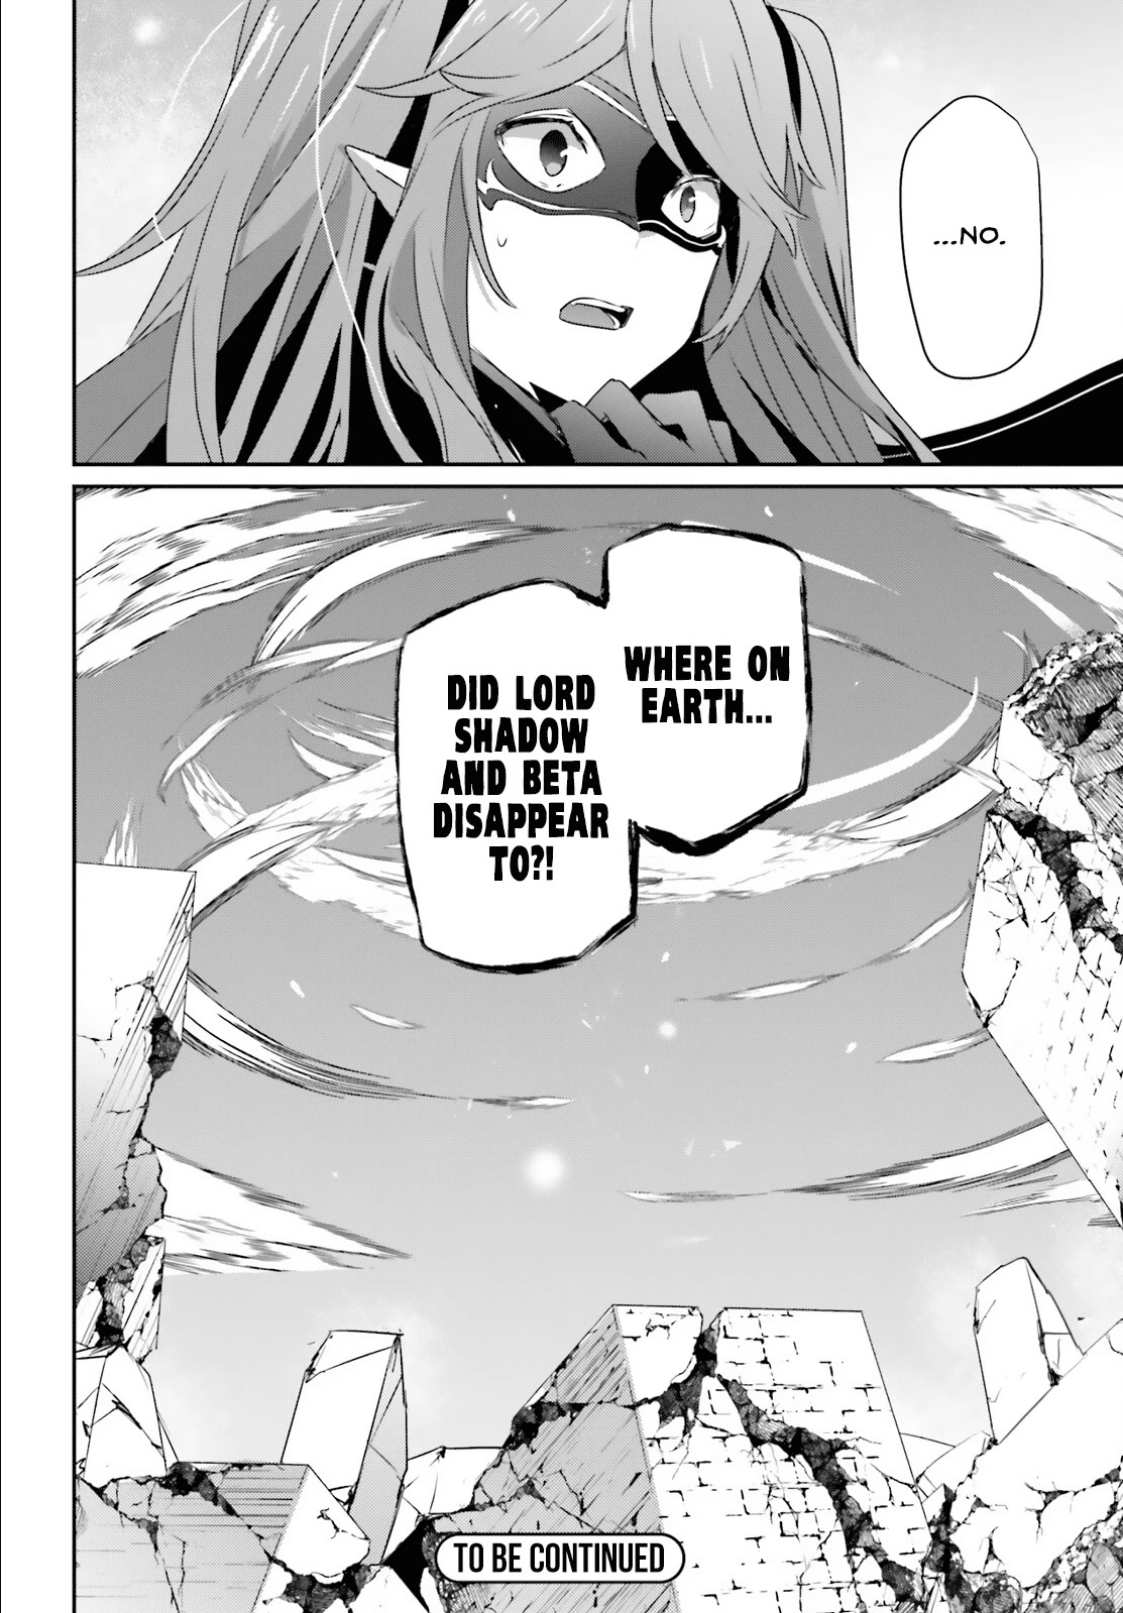 ...NO.
WHERE ON
EARTH...
DID LORD
SHADOW
AND BETA
DISAPPEAR
TO?!
TO BE CONTINUED